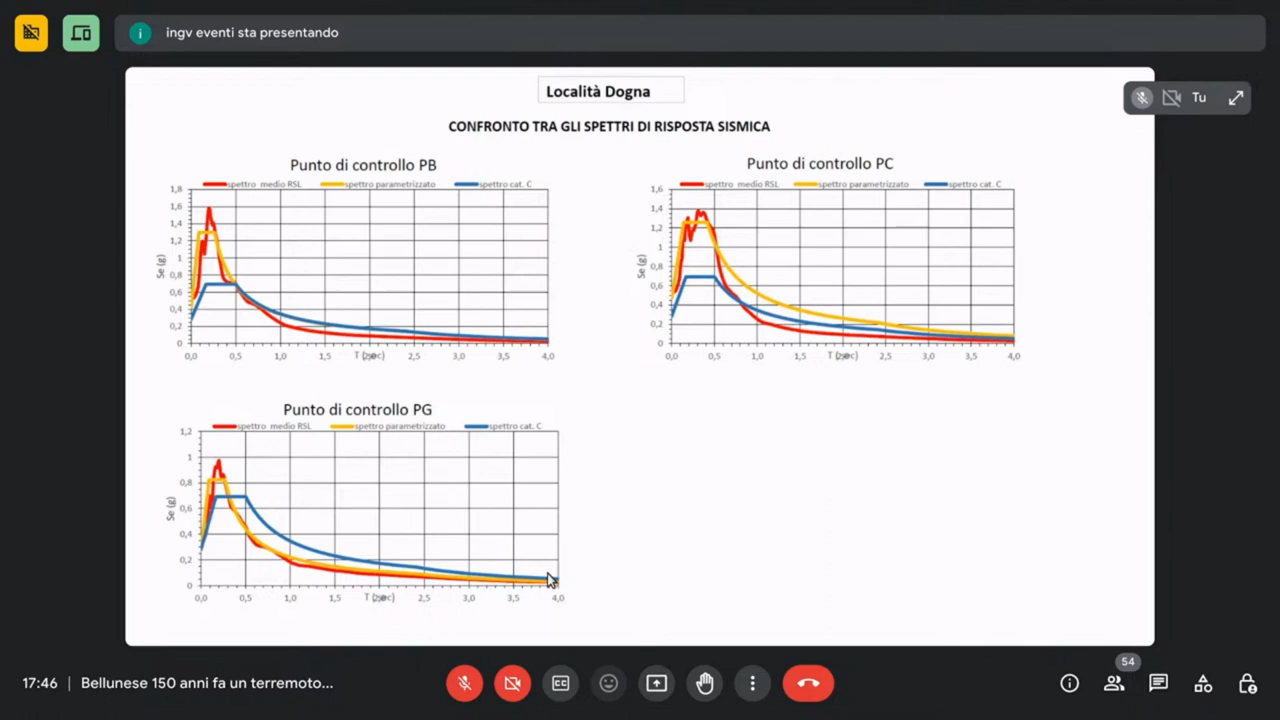 ingv eventi sta presentando
Tu
Località Dogna
CONFRONTO TRA GLI SPETTRI DI RISPOSTA SISMICA
Punto di controllo PB
spettro medio RSL spettro parametrizzato spettro cat. C
1,8
1,6
1,4
1,2
1
0,8
0,6
0,4
0,2
0
Se (g)
0,0 0,5 1,0 1,5 2,5 3,0 3,5 4,0
Punto di controllo PC
spettro medio RSL spettro parametrizzato spettro cat. C
1,6
1,4
1,2
1
0,8
0,6
0,4
0,2
0
Se (g)
0,0 0,5 1,0 1,5 2,5 3,0 3,5 4,0
Punto di controllo PG
spettro medio RSL spettro parametrizzato spettro cat. C
1,2
1
0,8
0,6
0,4
0,2
0
Se (g)
0,0 0,5 1,0 1,5 2,5 3,0 3,5 4,0
17:46 | Bellunese 150 anni fa un terremoto...
54